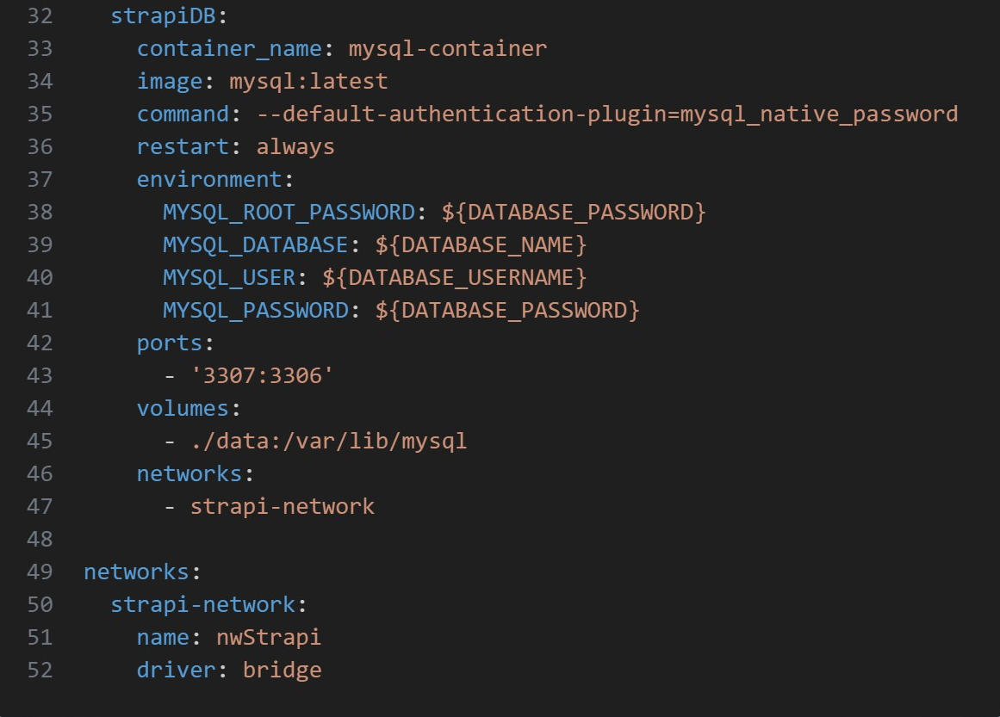 32 strapiDB:
33 container_name: mysql-container
34 image: mysql:latest
35 command: --default-authentication-plugin=mysql_native_password
36 restart: always
37 environment:
38 MYSQL_ROOT_PASSWORD: ${DATABASE_PASSWORD}
39 MYSQL_DATABASE: ${DATABASE_NAME}
40 MYSQL_USER: ${DATABASE_USERNAME}
41 MYSQL_PASSWORD: ${DATABASE_PASSWORD}
42 ports:
43 - '3307:3306'
44 volumes:
45 - ./data:/var/lib/mysql
46 networks:
47 - strapi-network
48
49 networks:
50 strapi-network:
51 name: nwStrapi
52 driver: bridge